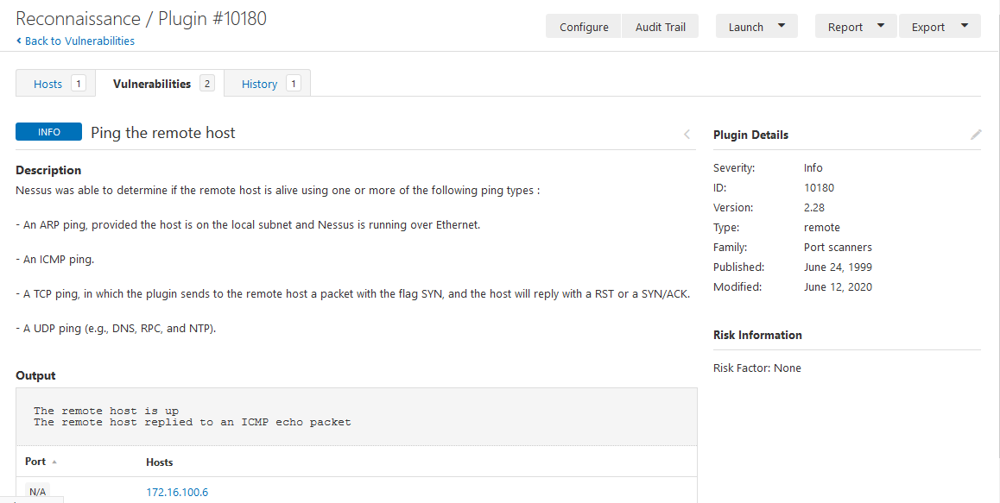 Reconnaissance / Plugin #10180
Back to Vulnerabilities
Configure Audit Trail Launch Report Export
Hosts 1 Vulnerabilities 2 History 1
INFO Ping the remote host
Description
Nessus was able to determine if the remote host is alive using one or more of the following ping types :
- An ARP ping, provided the host is on the local subnet and Nessus is running over Ethernet.
- An ICMP ping.
- A TCP ping, in which the plugin sends to the remote host a packet with the flag SYN, and the host will reply with a RST or a SYN/ACK.
- A UDP ping (e.g., DNS, RPC, and NTP).
Output
The remote host is up
The remote host replied to an ICMP echo packet
Port Hosts
N/A 172.16.100.6
Plugin Details
Severity: Info
ID: 10180
Version: 2.28
Type: remote
Family: Port scanners
Published: June 24, 1999
Modified: June 12, 2020
Risk Information
Risk Factor: None